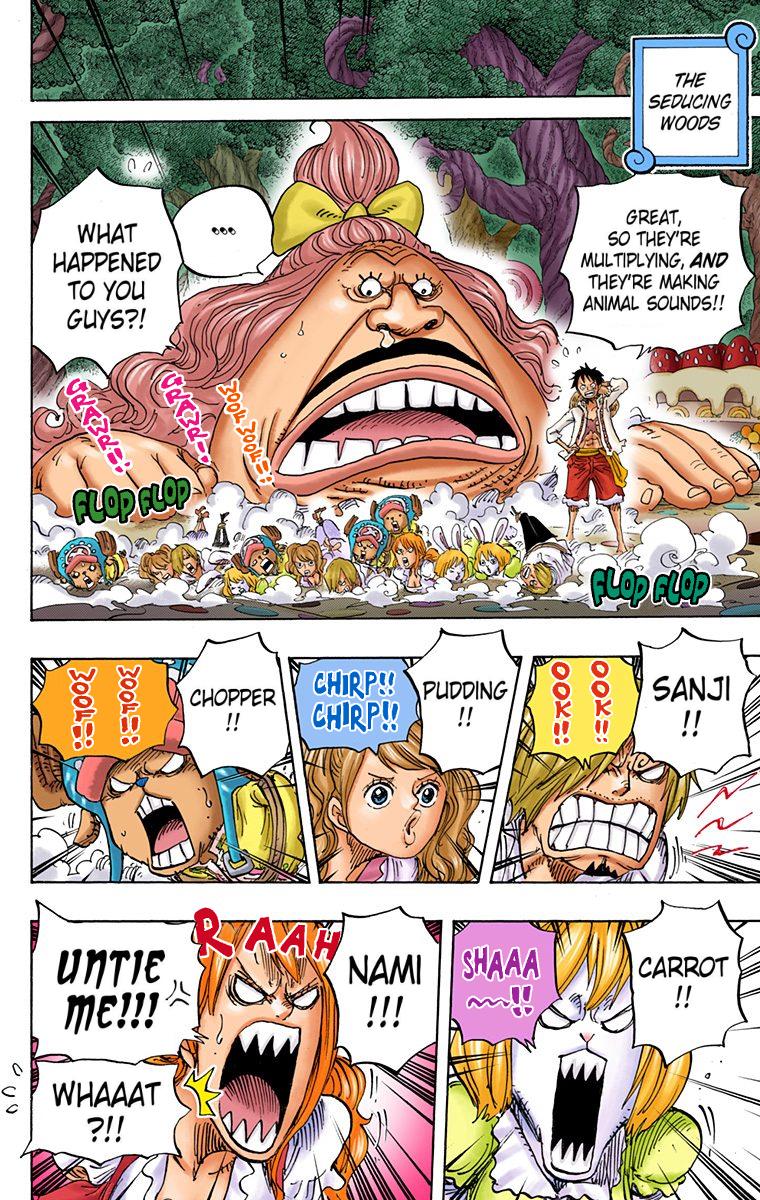 THE
SEDUCING
WOODS
GREAT,
SO THEY'RE
MULTIPLYING, AND
THEY'RE MAKING
ANIMAL SOUNDS!!
...
WHAT
HAPPENED
TO YOU
GUYS?!
WOOF WOOF!!
GRAWR!
GRAWR!!
FLOP FLOP
FLOP FLOP
SANJI
!!
OOK!!
OOK!!
PUDDING
!!
CHIRP!!
CHIRP!!
CHOPPER
!!
WOOF!!
WOOF!!
CARROT
!!
SHAAA
~!!
NAMI
!!!
RAAH
UNTIE
ME!!!
WHAAAT
?!!